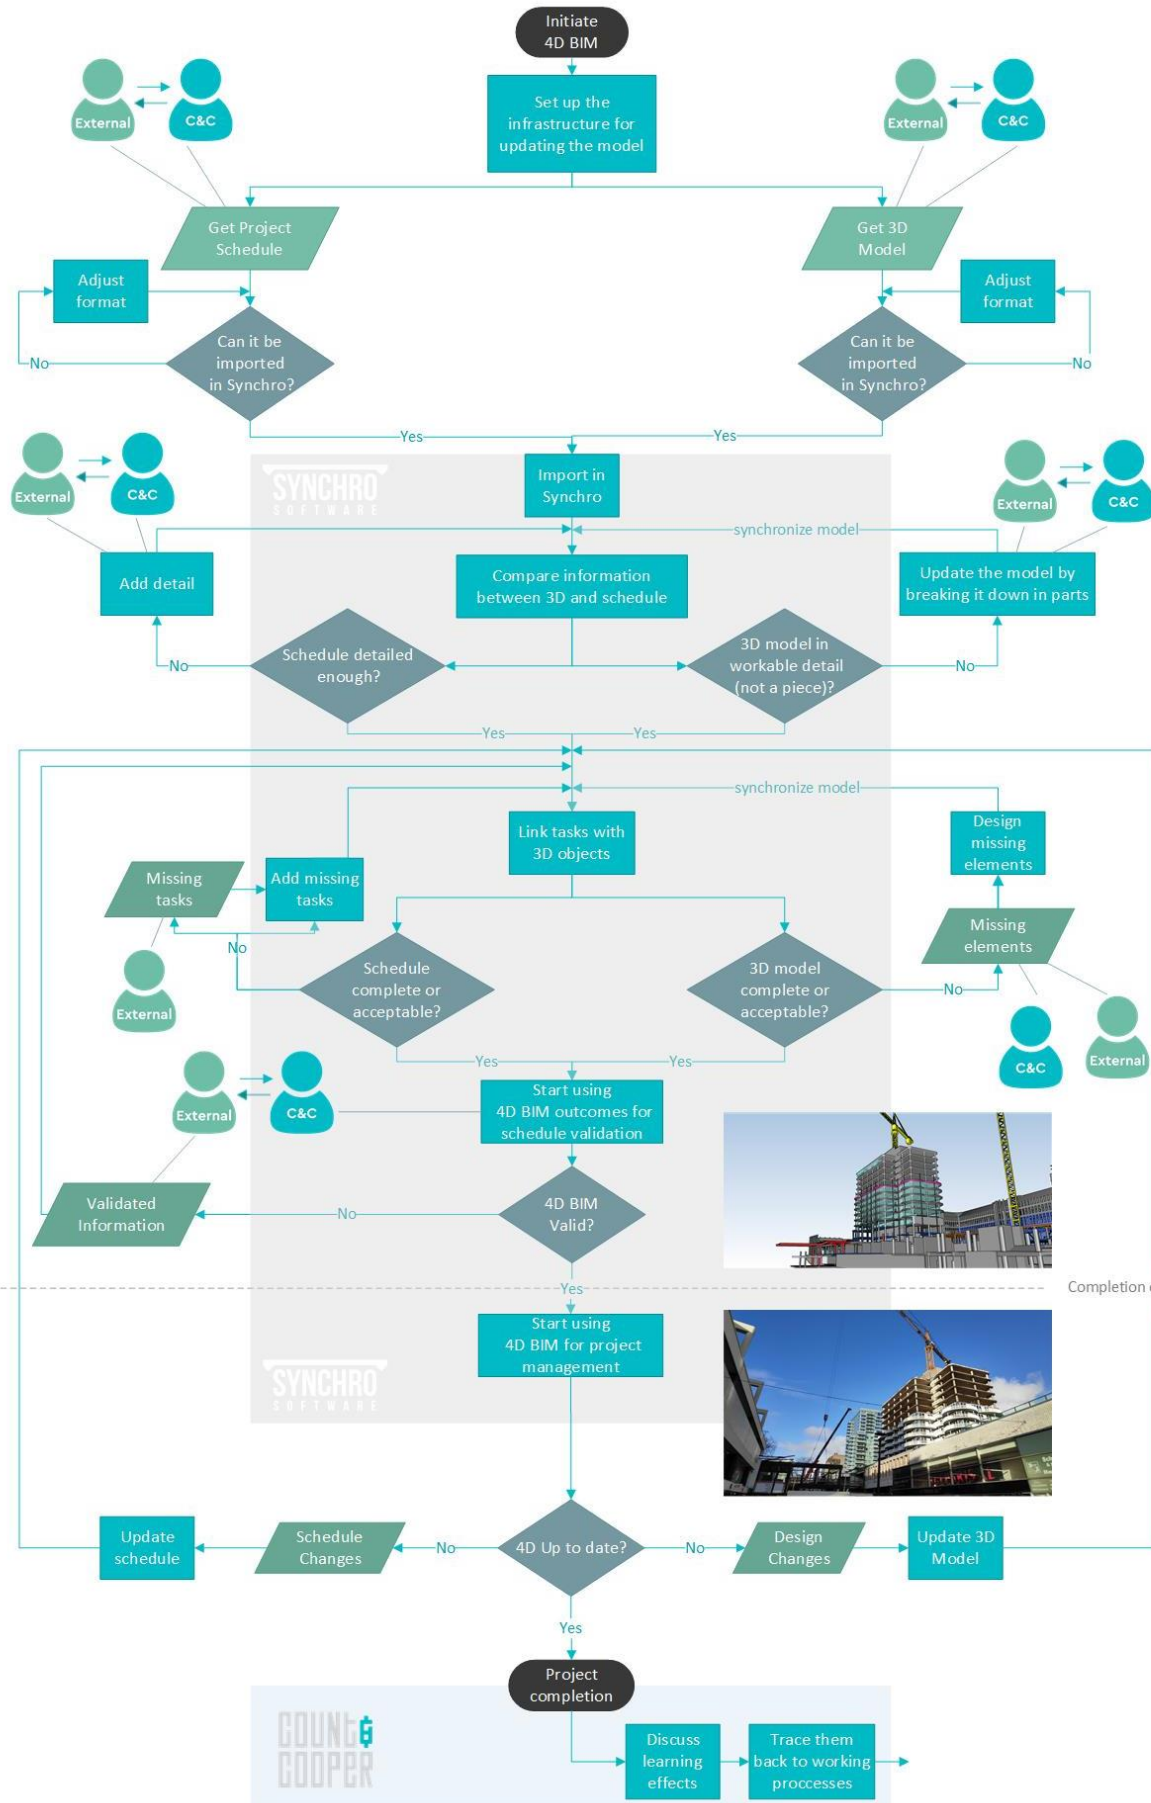 Initiate
4D BIM
Set up the
infrastructure for
updating the model
External
C&C
External
C&C
Get Project
Schedule
Get 3D
Model
Adjust
format
Adjust
format
Can it be
imported
in Synchro?
Can it be
imported
in Synchro?
No
No
Yes
Yes
SYNCHRO
SOFTWARE
Import in
Synchro
External
C&C
External
C&C
synchronize model
Add detail
Compare information
between 3D and schedule
Update the model by
breaking it down in parts
No
Schedule detailed
enough?
3D model in
workable detail
(not a piece)?
No
Yes
Yes
synchronize model
Link tasks with
3D objects
Design
missing
elements
Missing
tasks
Add missing
tasks
Missing
elements
No
Schedule
complete or
acceptable?
3D model
complete or
acceptable?
No
External
C&C
External
Yes
Yes
External
C&C
Start using
4D BIM outcomes for
schedule validation
Validated
Information
No
4D BIM
Valid?
Yes
Completion
Start using
4D BIM for project
management
SYNCHRO
SOFTWARE
Update
schedule
Schedule
Changes
No
4D Up to date?
No
Design
Changes
Update 3D
Model
Yes
Project
completion
COUNT&
COOPER
Discuss
learning
effects
Trace them
back to working
proccesses